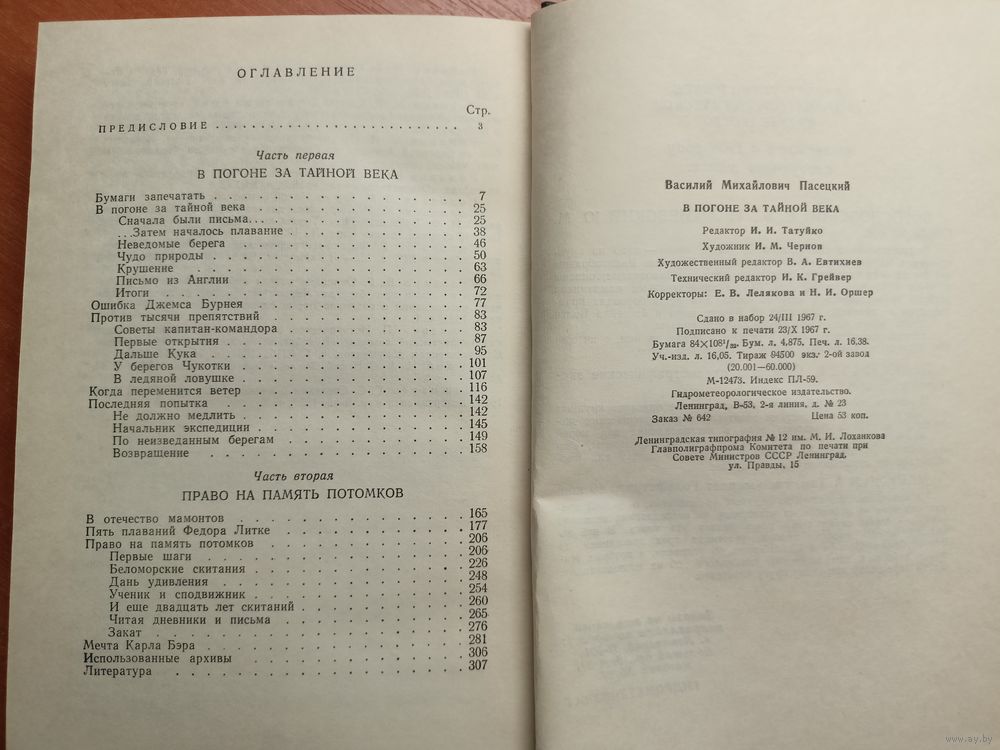 ОГЛАВЛЕНИЕ
Стр.
ПРЕДИСЛОВИЕ . . . . . . . . . . . . . . . . . . . . . . . . . . . 3
Часть первая
В ПОГОНЕ ЗА ТАЙНОЙ ВЕКА
Бумаги запечатать . . . . . . . . . . . . . . . . 7
В погоне за тайной века . . . . . . . . . . . . . . 25
Сначала были письма... . . . . . . . . . . . . . 25
...Затем началось плавание . . . . . . . . . . . . 38
Неведомые берега . . . . . . . . . . . . . . . 46
Чудо природы . . . . . . . . . . . . . . . . 50
Крушение . . . . . . . . . . . . . . . . . 63
Письмо из Англии . . . . . . . . . . . . . . . 66
Итоги . . . . . . . . . . . . . . . . . . 72
Ошибка Джемса Бурнея . . . . . . . . . . . . . . 77
Против тысячи препятствий . . . . . . . . . . . . . 83
Советы капитан-командора . . . . . . . . . . . . 83
Первые открытия . . . . . . . . . . . . . . . 87
Дальше Кука . . . . . . . . . . . . . . . . 95
У берегов Чукотки . . . . . . . . . . . . . . 101
В ледяной ловушке . . . . . . . . . . . . . . 107
Когда переменится ветер . . . . . . . . . . . . . . 116
Последняя попытка . . . . . . . . . . . . . . . 142
Не должно медлить . . . . . . . . . . . . . . 142
Начальник экспедиции . . . . . . . . . . . . . 145
По неизведанным берегам . . . . . . . . . . . . 149
Возвращение . . . . . . . . . . . . . . . . 158
Часть вторая
ПРАВО НА ПАМЯТЬ ПОТОМКОВ
В отечество мамонтов . . . . . . . . . . . . . . 165
Пять плаваний Федора Литке . . . . . . . . . . . . 177
Право на память потомков . . . . . . . . . . . . . 206
Первые шаги . . . . . . . . . . . . . . . . 206
Беломорские скитания . . . . . . . . . . . . . 226
Дань удивления . . . . . . . . . . . . . . . 248
Ученик и сподвижник . . . . . . . . . . . . . 254
И еще двадцать лет скитаний . . . . . . . . . . . 260
Читая дневники и письма . . . . . . . . . . . . 265
Закат . . . . . . . . . . . . . . . . . . 276
Мечта Карла Бэра . . . . . . . . . . . . . . . . 281
Использованные архивы . . . . . . . . . . . . . . 306
Литература . . . . . . . . . . . . . . . . . . 307
Василий Михайлович Пасецкий
В ПОГОНЕ ЗА ТАЙНОЙ ВЕКА
Редактор И. И. Татуйко
Художник И. М. Чернов
Художественный редактор В. А. Евтихиев
Технический редактор И. К. Грейвер
Корректоры: Е. В. Лелякова и Н. И. Оршер
Сдано в набор 24/III 1967 г.
Подписано к печати 23/X 1967 г.
Бумага 84×108¹/₃₂. Бум. л. 4,875. Печ. л. 16,38.
Уч.-изд. л. 16,05. Тираж 94500 экз. 2-ой завод
(20.001—60.000)
М-12473. Индекс ПЛ-59.
Гидрометеорологическое издательство.
Ленинград, В-53, 2-я линия, д. № 23
Заказ № 642 Цена 53 коп.
Ленинградская типография № 12 им. М. И. Лоханкова
Главполиграфпрома Комитета по печати при
Совете Министров СССР Ленинград,
ул. Правды, 15
www.ay.by